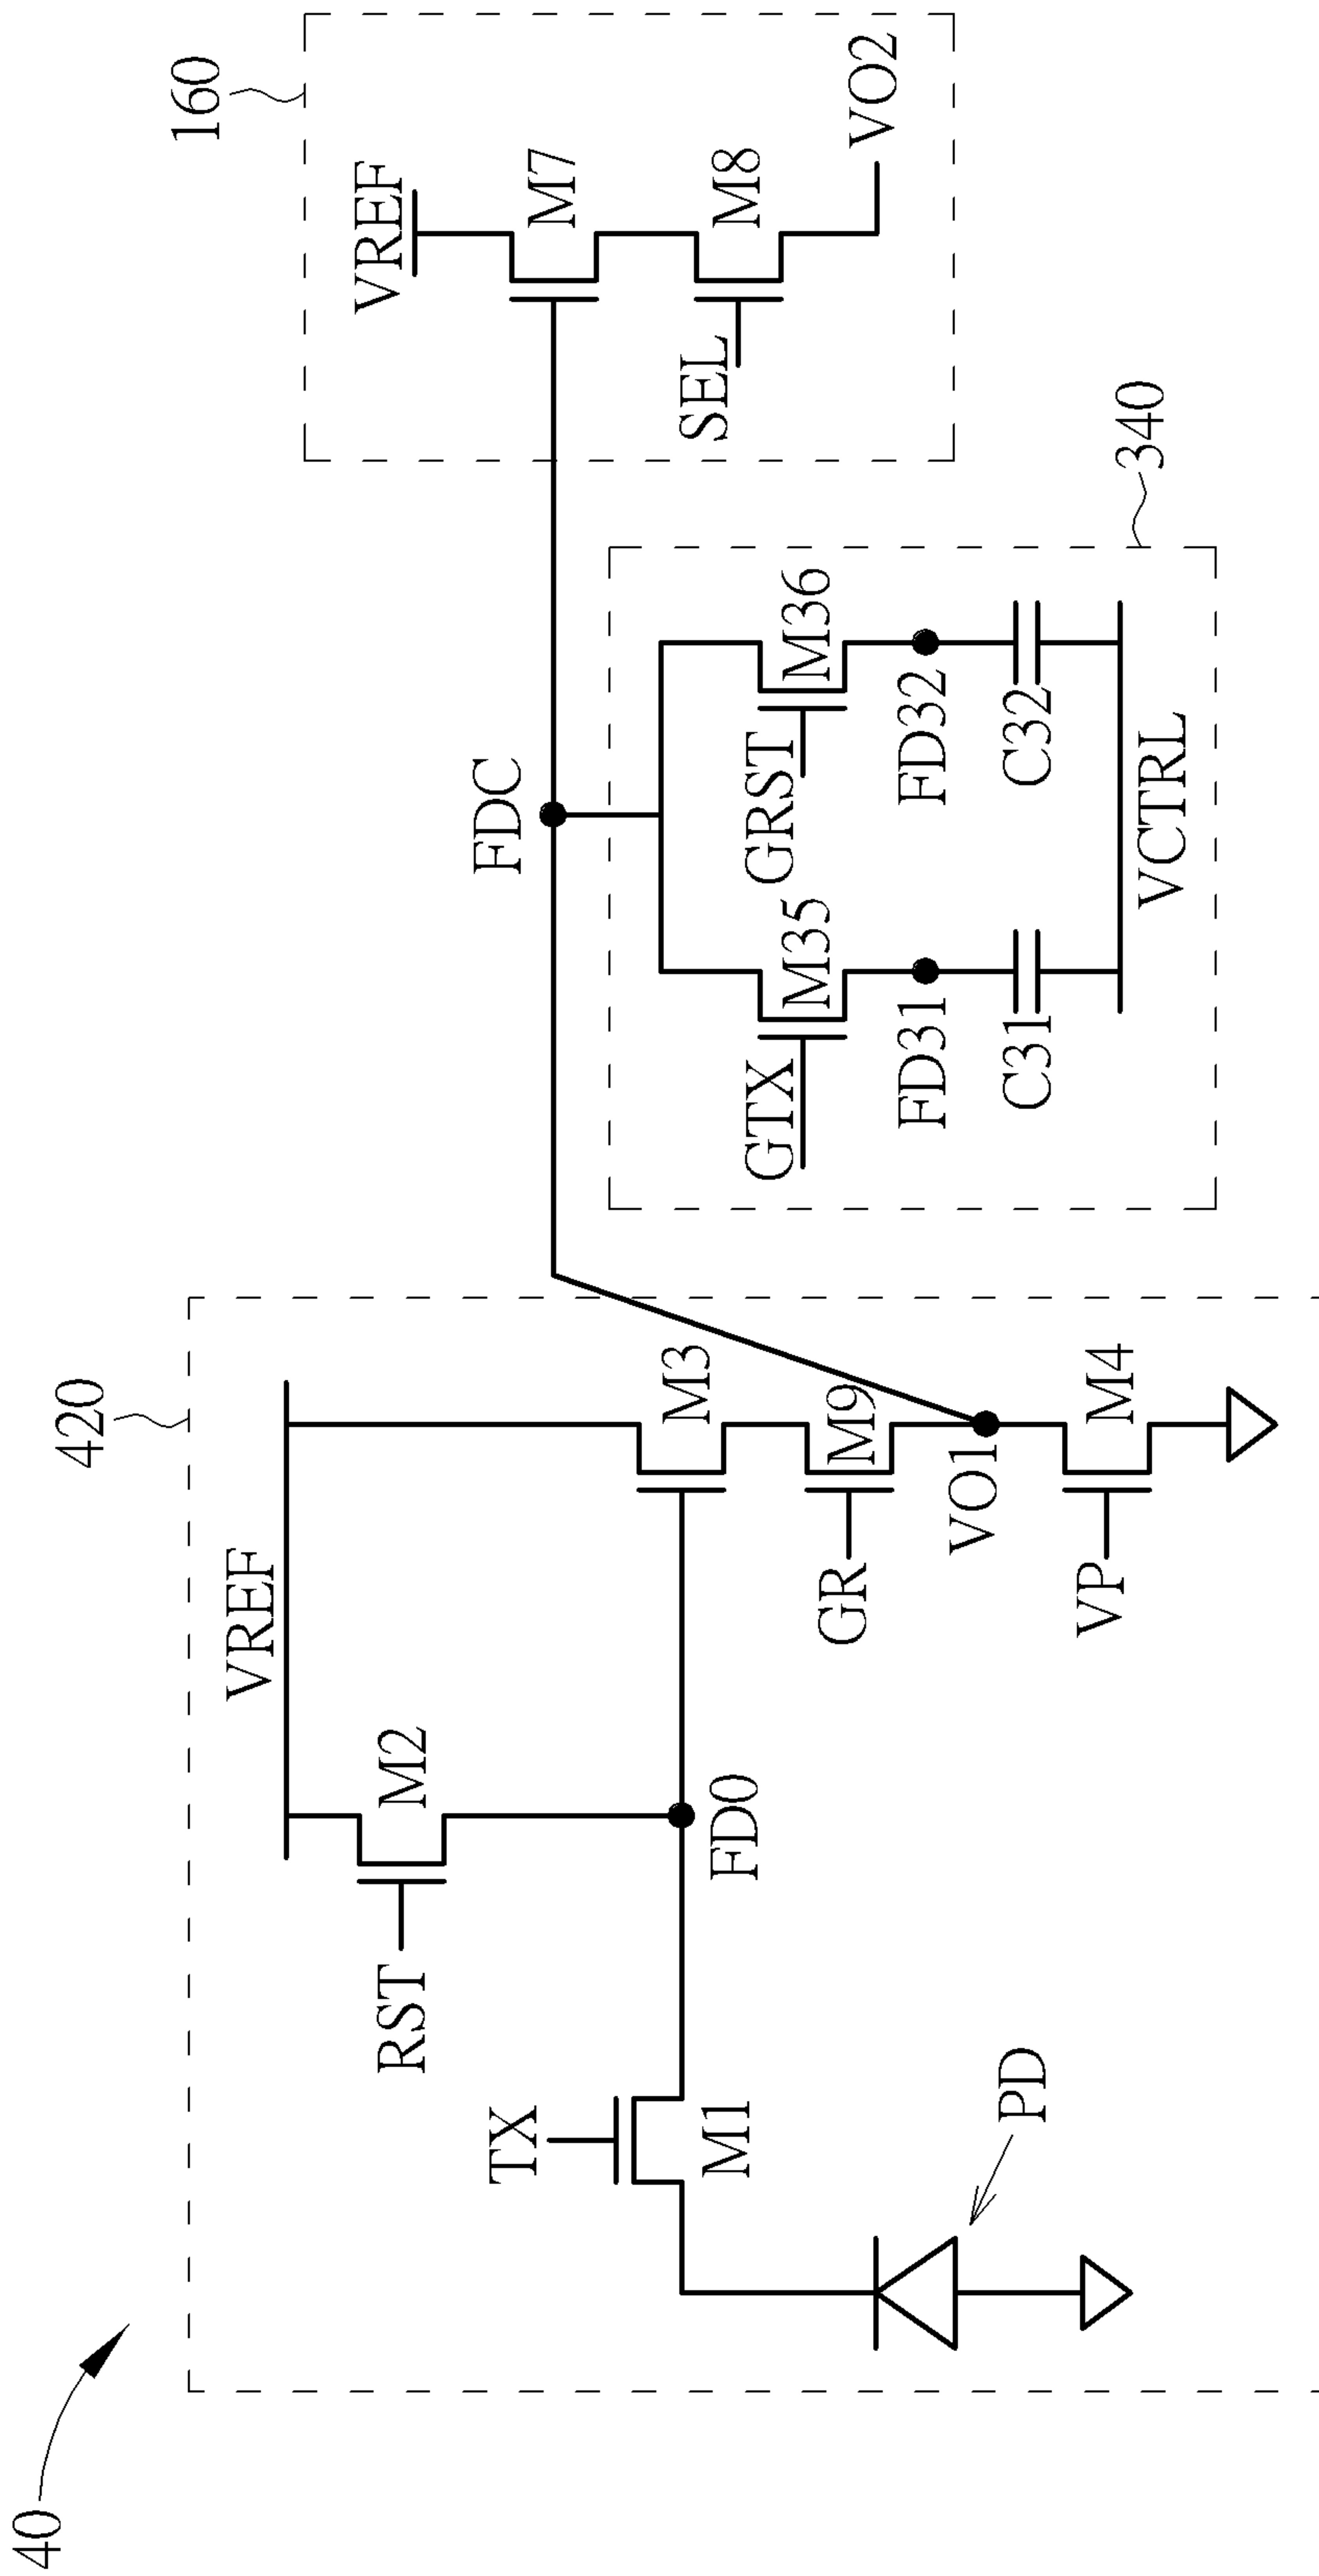 40
420
VREF
RST
M2
TX
M1
FD0
PD
M3
GR
M9
VO1
VP
M4
FDC
GTX
M35
GRST
M36
FD31
FD32
C31
C32
VCTRL
340
160
VREF
M7
SEL
M8
VO2